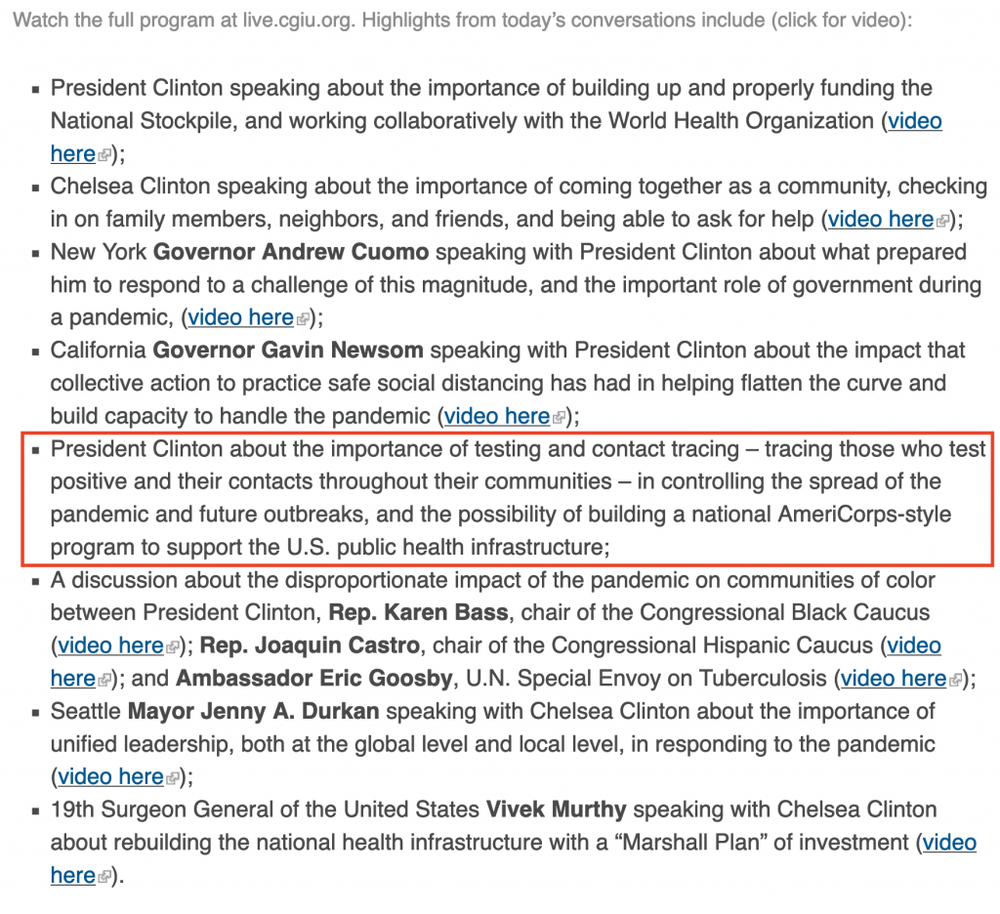 Watch the full program at live.cgiu.org. Highlights from today’s conversations include (click for video):
▪ President Clinton speaking about the importance of building up and properly funding the
National Stockpile, and working collaboratively with the World Health Organization (video
here);
▪ Chelsea Clinton speaking about the importance of coming together as a community, checking
in on family members, neighbors, and friends, and being able to ask for help (video here);
▪ New York Governor Andrew Cuomo speaking with President Clinton about what prepared
him to respond to a challenge of this magnitude, and the important role of government during
a pandemic, (video here);
▪ California Governor Gavin Newsom speaking with President Clinton about the impact that
collective action to practice safe social distancing has had in helping flatten the curve and
build capacity to handle the pandemic (video here);
▪ President Clinton about the importance of testing and contact tracing – tracing those who test
positive and their contacts throughout their communities – in controlling the spread of the
pandemic and future outbreaks, and the possibility of building a national AmeriCorps-style
program to support the U.S. public health infrastructure;
▪ A discussion about the disproportionate impact of the pandemic on communities of color
between President Clinton, Rep. Karen Bass, chair of the Congressional Black Caucus
(video here); Rep. Joaquin Castro, chair of the Congressional Hispanic Caucus (video
here); and Ambassador Eric Goosby, U.N. Special Envoy on Tuberculosis (video here);
▪ Seattle Mayor Jenny A. Durkan speaking with Chelsea Clinton about the importance of
unified leadership, both at the global level and local level, in responding to the pandemic
(video here);
▪ 19th Surgeon General of the United States Vivek Murthy speaking with Chelsea Clinton
about rebuilding the national health infrastructure with a “Marshall Plan” of investment (video
here).